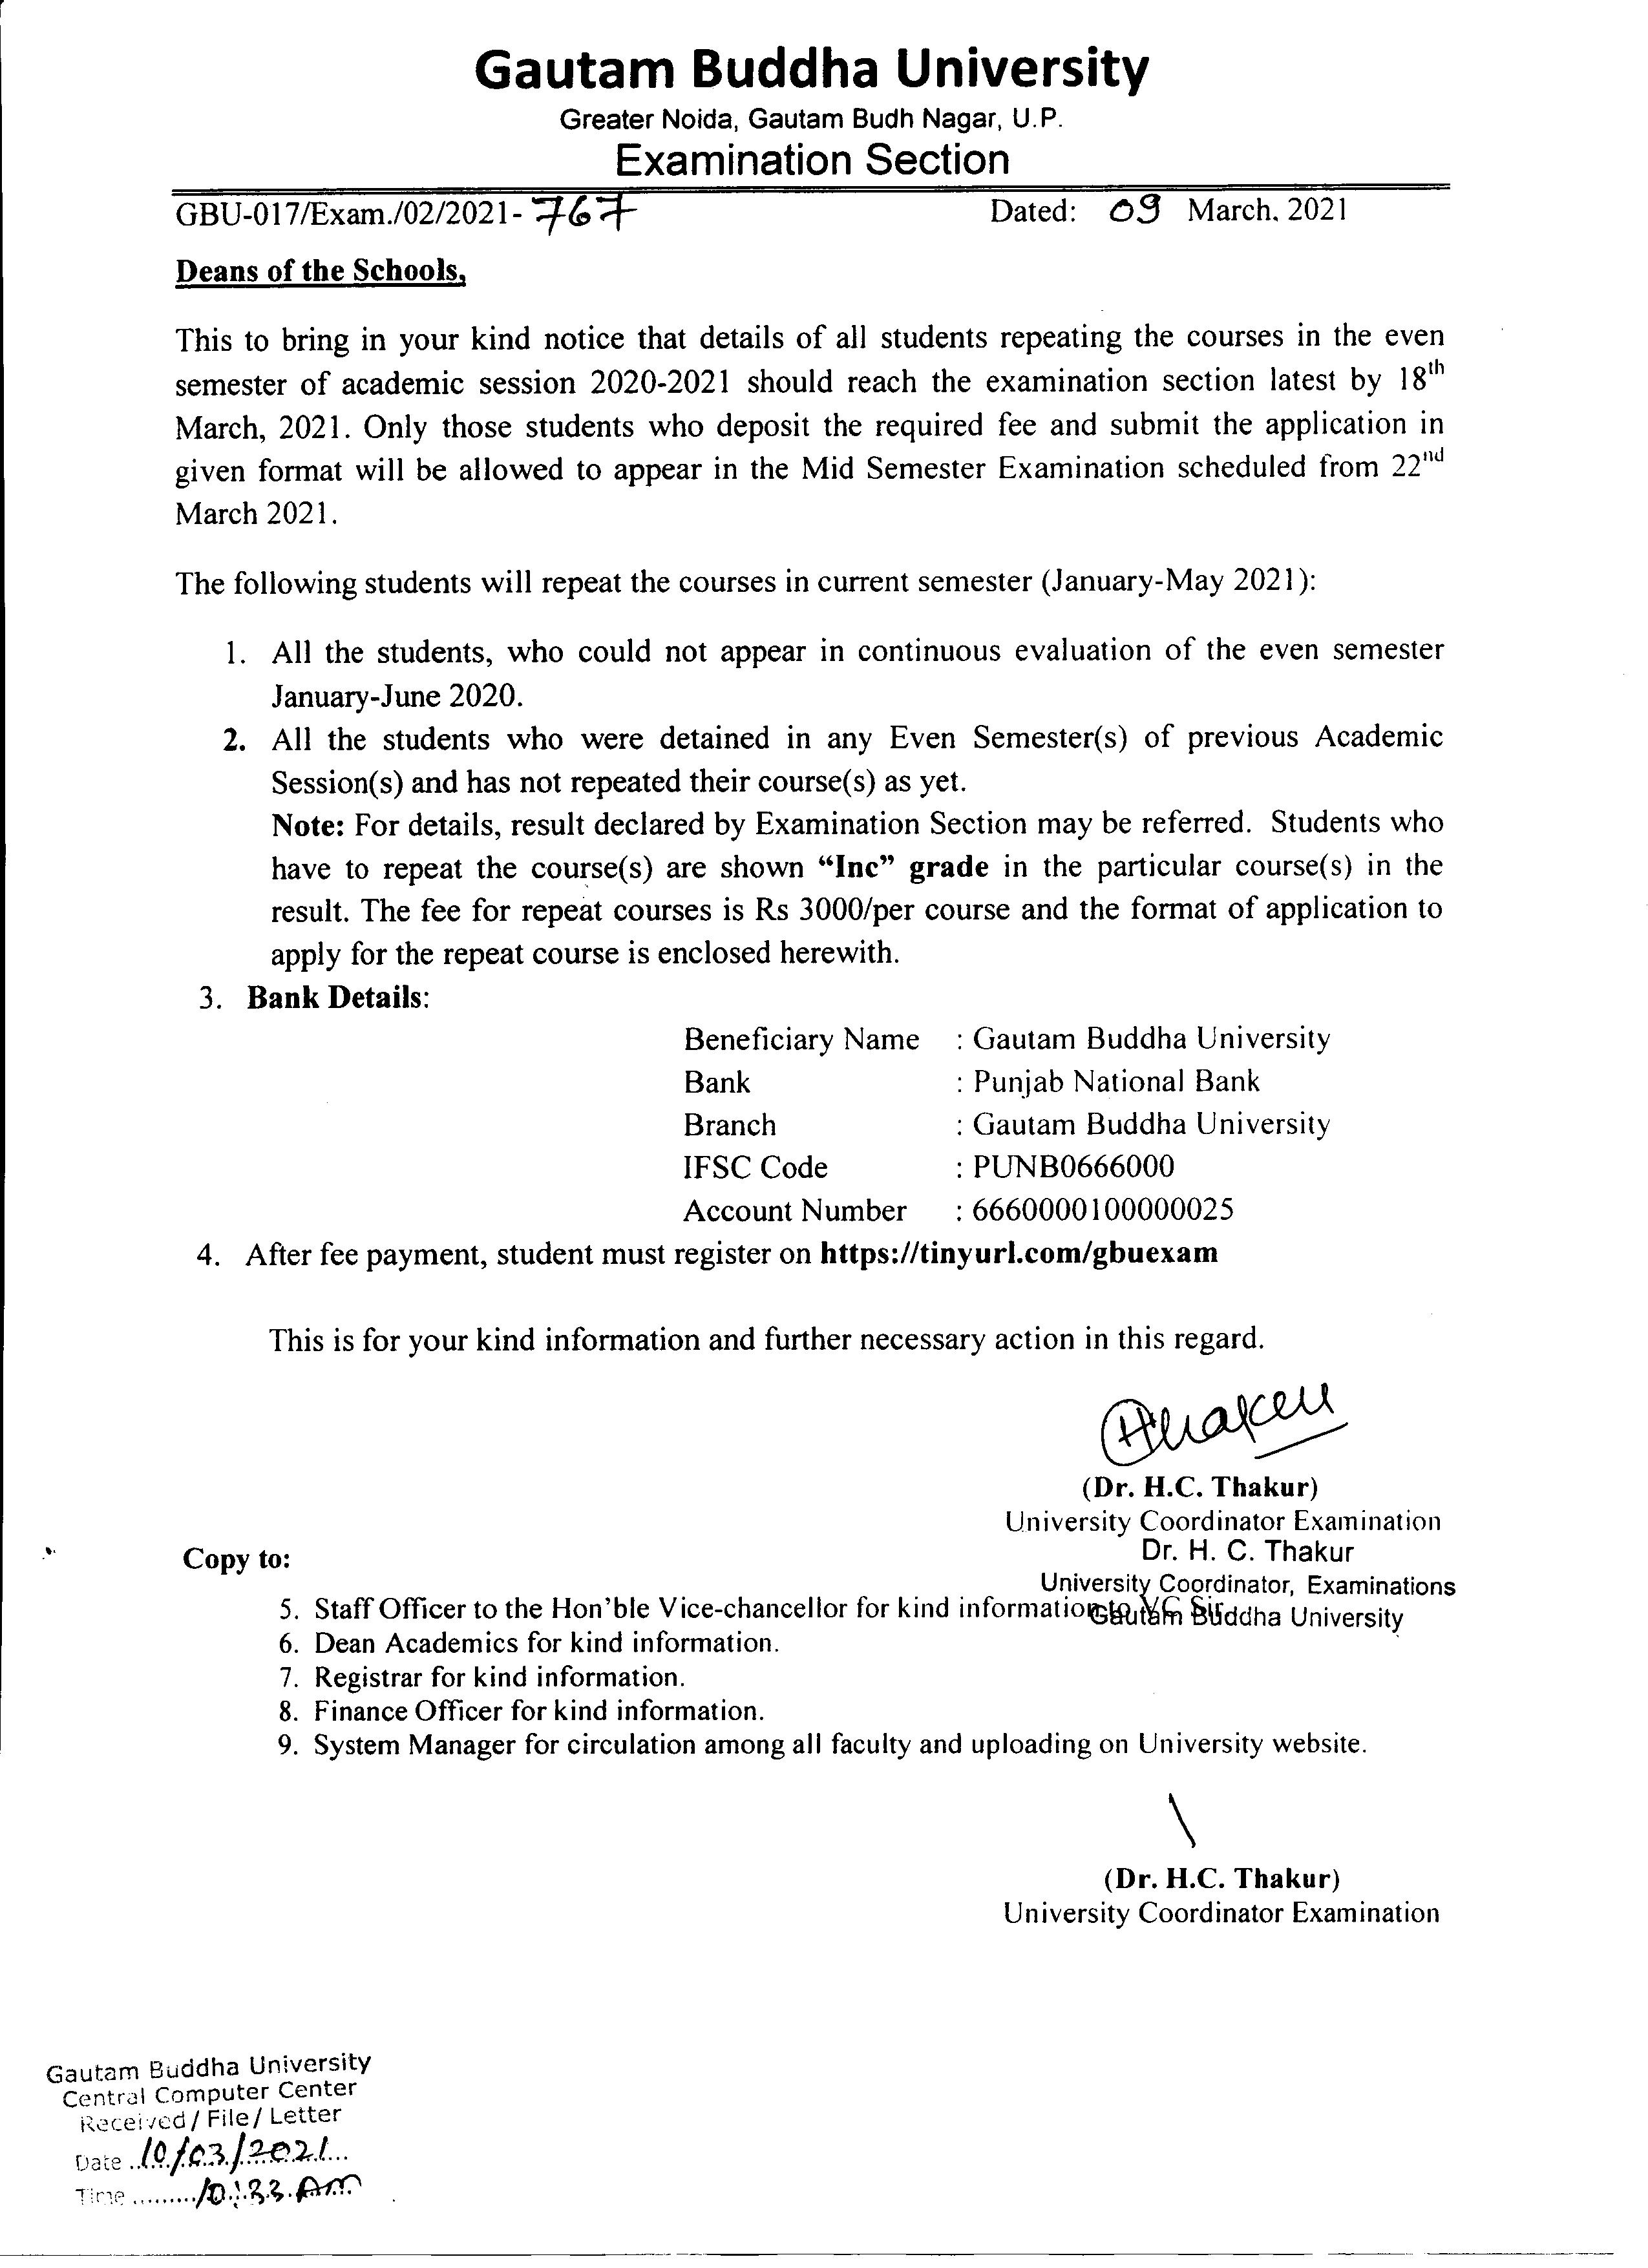 Gautam Buddha University
Greater Noida, Gautam Budh Nagar, U.P.
Examination Section
GBU-017/Exam./02/2021- 767 Dated: 09 March. 2021
Deans of the Schools,
This to bring in your kind notice that details of all students repeating the courses in the even
semester of academic session 2020-2021 should reach the examination section latest by 18th
March, 2021. Only those students who deposit the required fee and submit the application in
given format will be allowed to appear in the Mid Semester Examination scheduled from 22nd
March 2021.
The following students will repeat the courses in current semester (January-May 2021):
1. All the students, who could not appear in continuous evaluation of the even semester
January-June 2020.
2. All the students who were detained in any Even Semester(s) of previous Academic
Session(s) and has not repeated their course(s) as yet.
Note: For details, result declared by Examination Section may be referred. Students who
have to repeat the course(s) are shown “Inc” grade in the particular course(s) in the
result. The fee for repeat courses is Rs 3000/per course and the format of application to
apply for the repeat course is enclosed herewith.
3. Bank Details:
Beneficiary Name : Gautam Buddha University
Bank : Punjab National Bank
Branch : Gautam Buddha University
IFSC Code : PUNB0666000
Account Number : 6660000100000025
4. After fee payment, student must register on https://tinyurl.com/gbuexam
This is for your kind information and further necessary action in this regard.
HThakur
(Dr. H.C. Thakur)
University Coordinator Examination
Dr. H. C. Thakur
University Coordinator, Examinations
Gautam Buddha University
Copy to:
5. Staff Officer to the Hon’ble Vice-chancellor for kind information to VC Sir
6. Dean Academics for kind information.
7. Registrar for kind information.
8. Finance Officer for kind information.
9. System Manager for circulation among all faculty and uploading on University website.
(Dr. H.C. Thakur)
University Coordinator Examination
Gautam Buddha University
Central Computer Center
Received / File / Letter
Date 10/03/2021
Time 10:33 Am